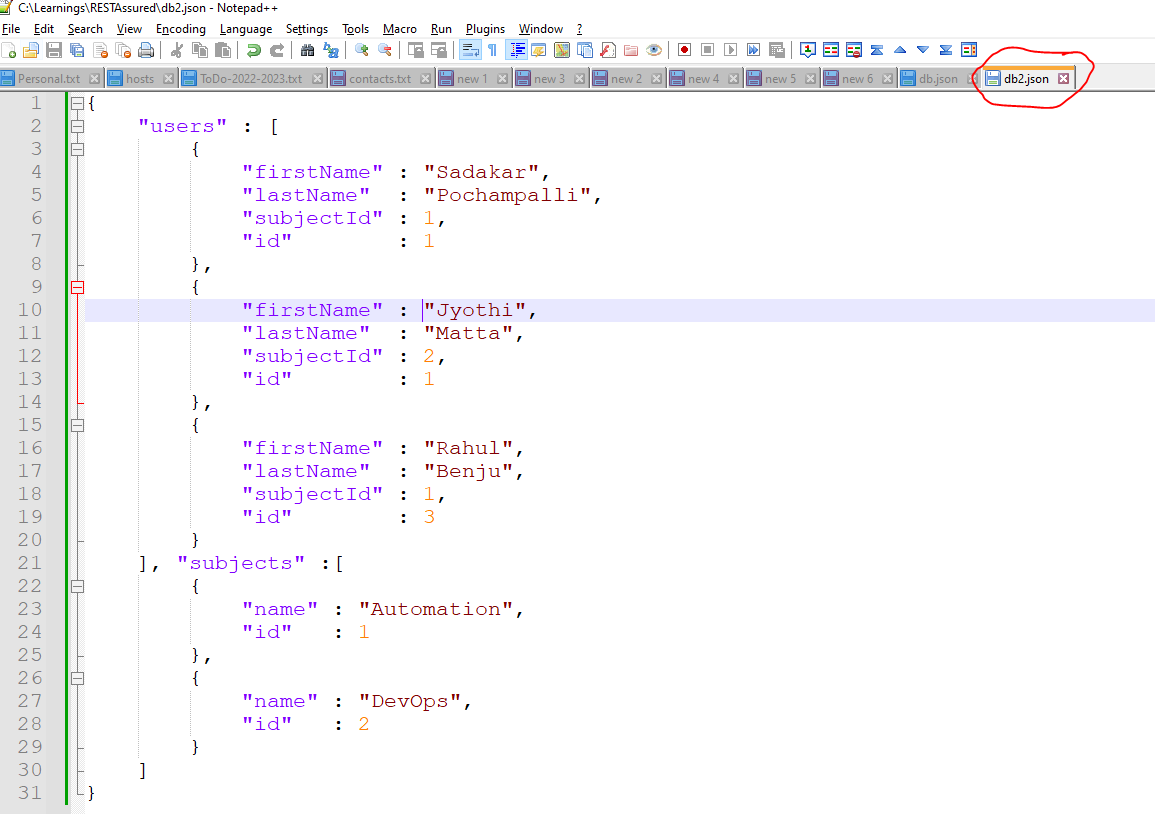 C:\Learnings\RESTAssured\db2.json - Notepad++
File Edit Search View Encoding Language Settings Tools Macro Run Plugins Window ?
Personal.txt hosts ToDo-2022-2023.txt contacts.txt new 1 new 3 new 2 new 4 new 5 new 6 db.json db2.json
1 {
2 "users" : [
3 {
4 "firstName" : "Sadakar",
5 "lastName" : "Pochampalli",
6 "subjectId" : 1,
7 "id" : 1
8 },
9 {
10 "firstName" : "Jyothi",
11 "lastName" : "Matta",
12 "subjectId" : 2,
13 "id" : 1
14 },
15 {
16 "firstName" : "Rahul",
17 "lastName" : "Benju",
18 "subjectId" : 1,
19 "id" : 3
20 }
21 ], "subjects" :[
22 {
23 "name" : "Automation",
24 "id" : 1
25 },
26 {
27 "name" : "DevOps",
28 "id" : 2
29 }
30 ]
31 }